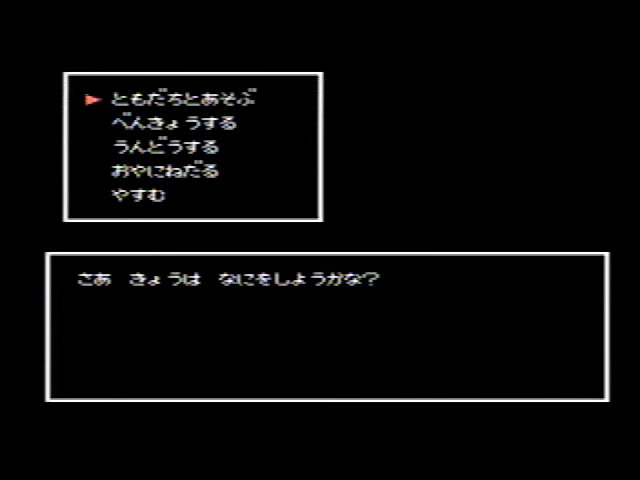 ともだちとあそぶ
べんきょうする
うんどうする
おやにねだる
やすむ
さあ きょうは なにをしようかな?